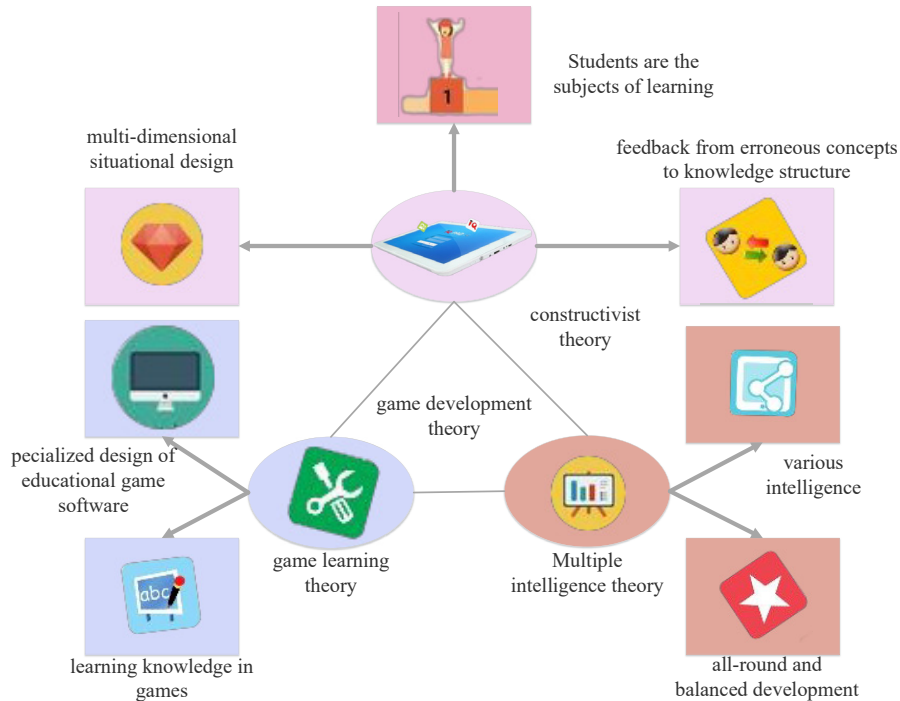 Students are the
subjects of learning
1
multi-dimensional
situational design
feedback from erroneous concepts
to knowledge structure
TQ
constructivist
theory
game development
theory
pecialized design of
educational game
software
various
intelligence
game learning
theory
Multiple
intelligence theory
abc
learning knowledge in
games
all-round and
balanced development